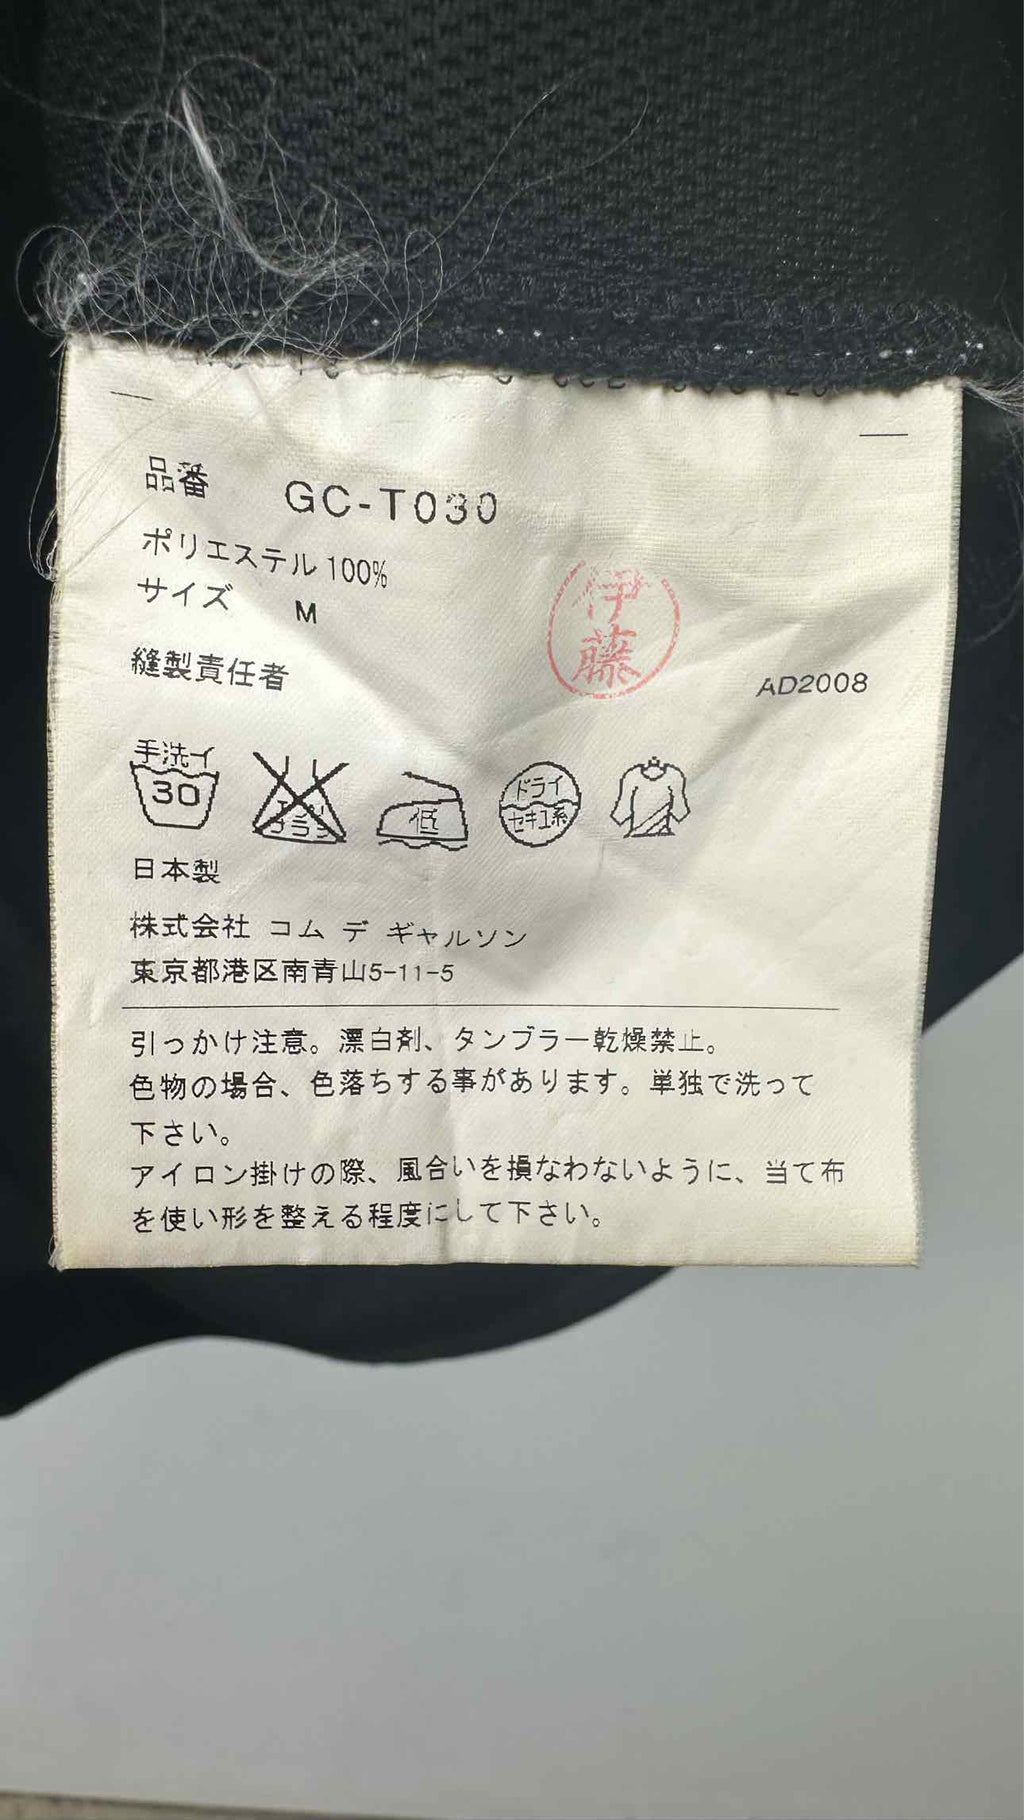 品番 GC-T030
ポリエステル 100%
サイズ M
伊藤
縫製責任者
AD2008
手洗イ
30
エンソ
サラシ
低
ドライ
セキユ系
日本製
株式会社 コム デ ギャルソン
東京都港区南青山5-11-5
引っかけ注意。漂白剤、タンブラー乾燥禁止。
色物の場合、色落ちする事があります。単独で洗って
下さい。
アイロン掛けの際、風合いを損なわないように、当て布
を使い形を整える程度にして下さい。